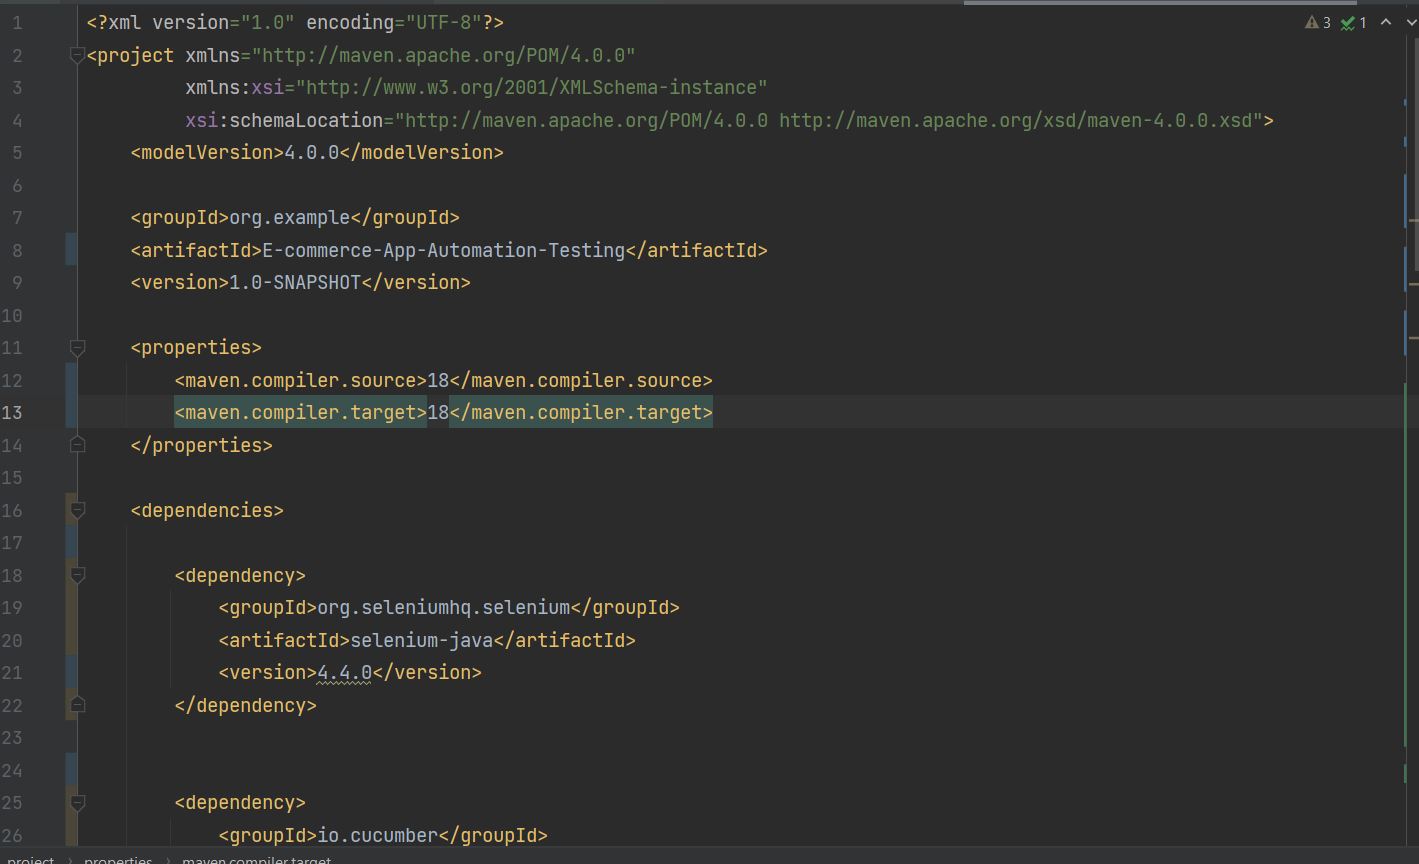 1 <?xml version="1.0" encoding="UTF-8"?> 3 1
2 <project xmlns="http://maven.apache.org/POM/4.0.0"
3 xmlns:xsi="http://www.w3.org/2001/XMLSchema-instance"
4 xsi:schemaLocation="http://maven.apache.org/POM/4.0.0 http://maven.apache.org/xsd/maven-4.0.0.xsd">
5 <modelVersion>4.0.0</modelVersion>
6
7 <groupId>org.example</groupId>
8 <artifactId>E-commerce-App-Automation-Testing</artifactId>
9 <version>1.0-SNAPSHOT</version>
10
11 <properties>
12 <maven.compiler.source>18</maven.compiler.source>
13 <maven.compiler.target>18</maven.compiler.target>
14 </properties>
15
16 <dependencies>
17
18 <dependency>
19 <groupId>org.seleniumhq.selenium</groupId>
20 <artifactId>selenium-java</artifactId>
21 <version>4.4.0</version>
22 </dependency>
23
24
25 <dependency>
26 <groupId>io.cucumber</groupId>
project > properties > maven.compiler.target